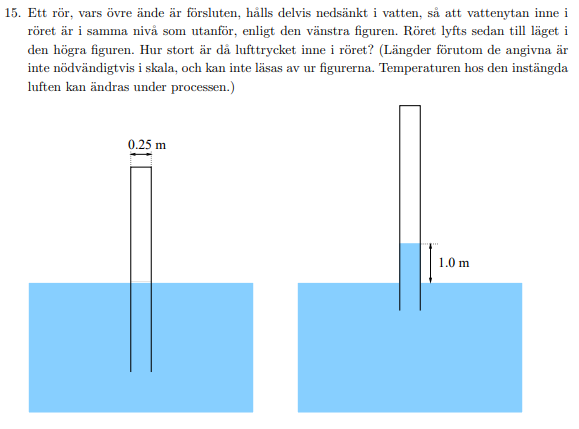 15. Ett rör, vars övre ände är försluten, hålls delvis nedsänkt i vatten, så att vattenytan inne i
röret är i samma nivå som utanför, enligt den vänstra figuren. Röret lyfts sedan till läget i
den högra figuren. Hur stort är då lufttrycket inne i röret? (Längder förutom de angivna är
inte nödvändigtvis i skala, och kan inte läsas av ur figurerna. Temperaturen hos den instängda
luften kan ändras under processen.)
0.25 m
1.0 m